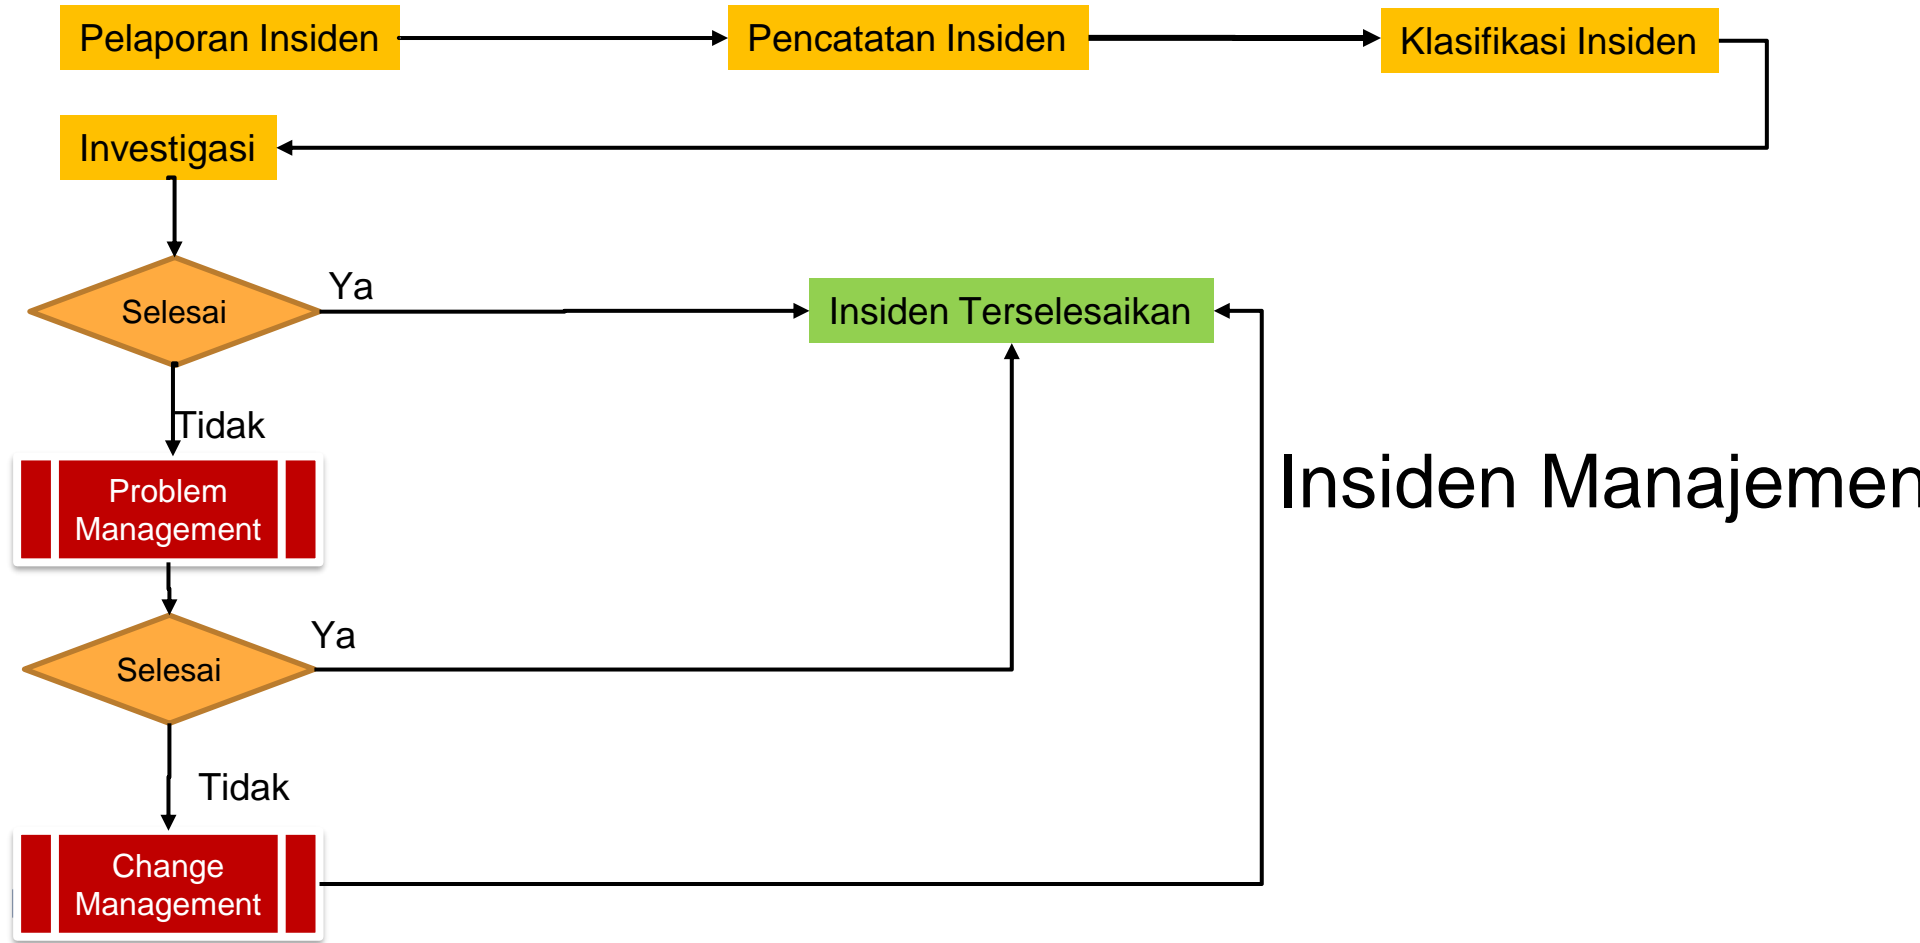 Pelaporan Insiden
Pencatatan Insiden
Klasifikasi Insiden
Investigasi
Selesai
Ya
Insiden Terselesaikan
Tidak
Insiden Manajemen
Problem
Management
Selesai
Ya
Tidak
Change
Management